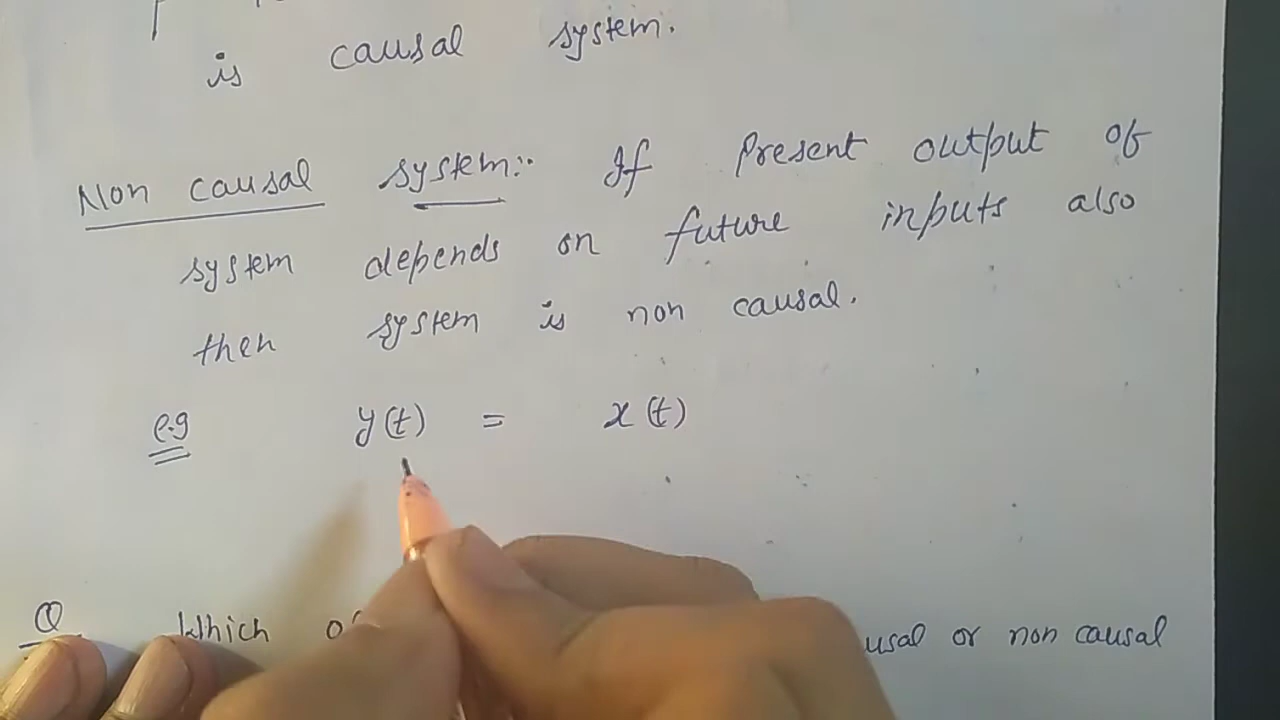 is causal system.
Non causal system:- If Present output of
system depends on future inputs also
then system is non causal.
e.g y(t) = x(t)
Q Which or non causal